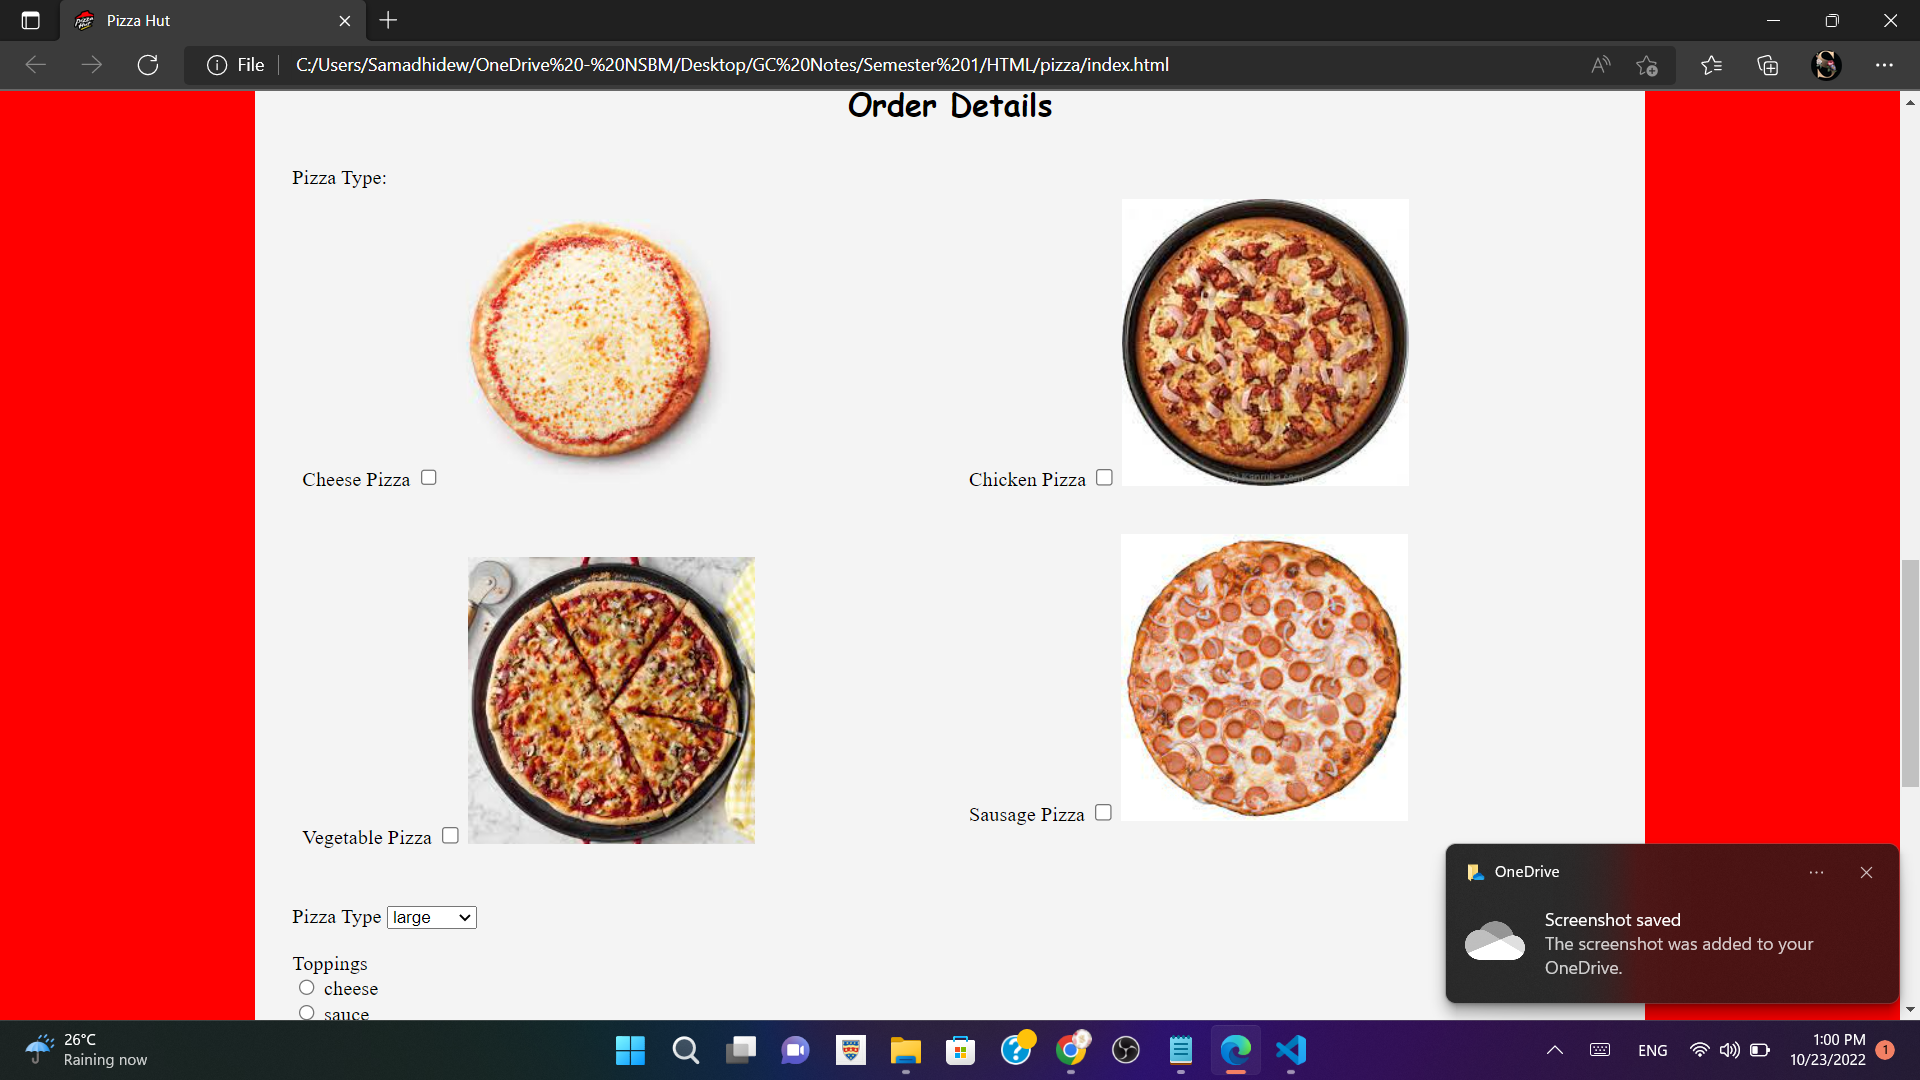 Pizza Hut
File
C:/Users/Samadhidew/OneDrive%20-%20NSBM/Desktop/GC%20Notes/Semester%201/HTML/pizza/index.html
Order Details
Pizza Type:
Cheese Pizza
Chicken Pizza
Vegetable Pizza
Sausage Pizza
Pizza Type large
Toppings
cheese
sauce
OneDrive
Screenshot saved
The screenshot was added to your
OneDrive.
26°C
Raining now
ENG
1:00 PM
10/23/2022
1